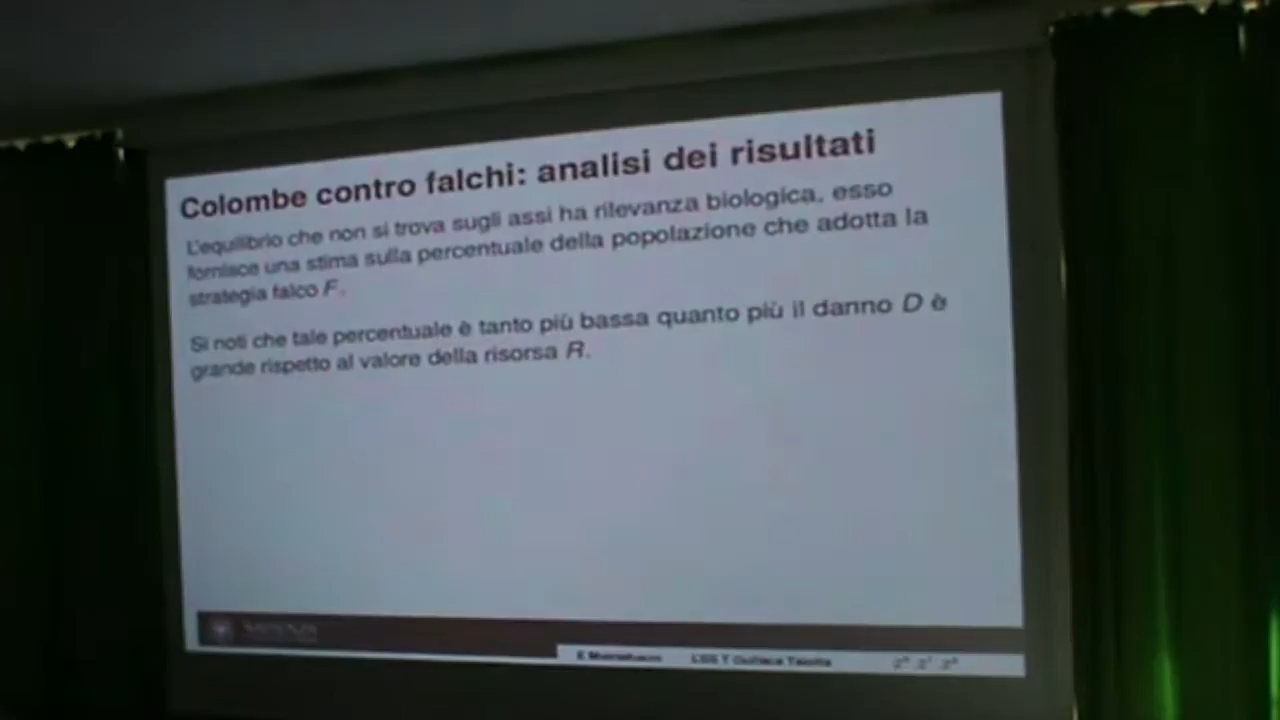 Colombe contro falchi: analisi dei risultati
L'equilibrio che non si trova sugli assi ha rilevanza biologica, esso
fornisce una stima sulla percentuale della popolazione che adotta la
strategia falco F.
Si noti che tale percentuale è tanto più bassa quanto più il danno D è
grande rispetto al valore della risorsa R.
SAPIENZA